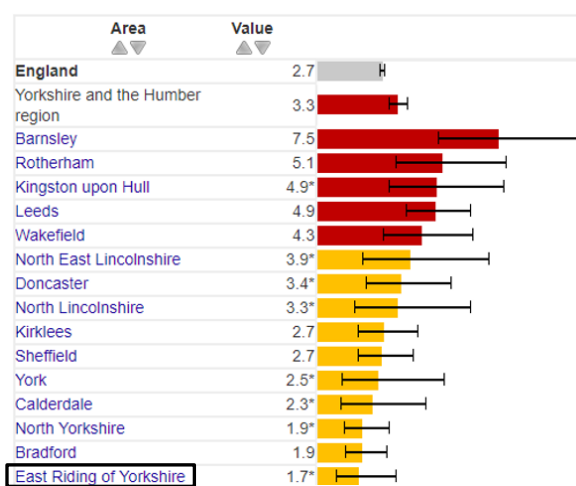 Area Value
England 2.7
Yorkshire and the Humber
region 3.3
Barnsley 7.5
Rotherham 5.1
Kingston upon Hull 4.9*
Leeds 4.9
Wakefield 4.3
North East Lincolnshire 3.9*
Doncaster 3.4*
North Lincolnshire 3.3*
Kirklees 2.7
Sheffield 2.7
York 2.5*
Calderdale 2.3*
North Yorkshire 1.9*
Bradford 1.9
East Riding of Yorkshire 1.7*